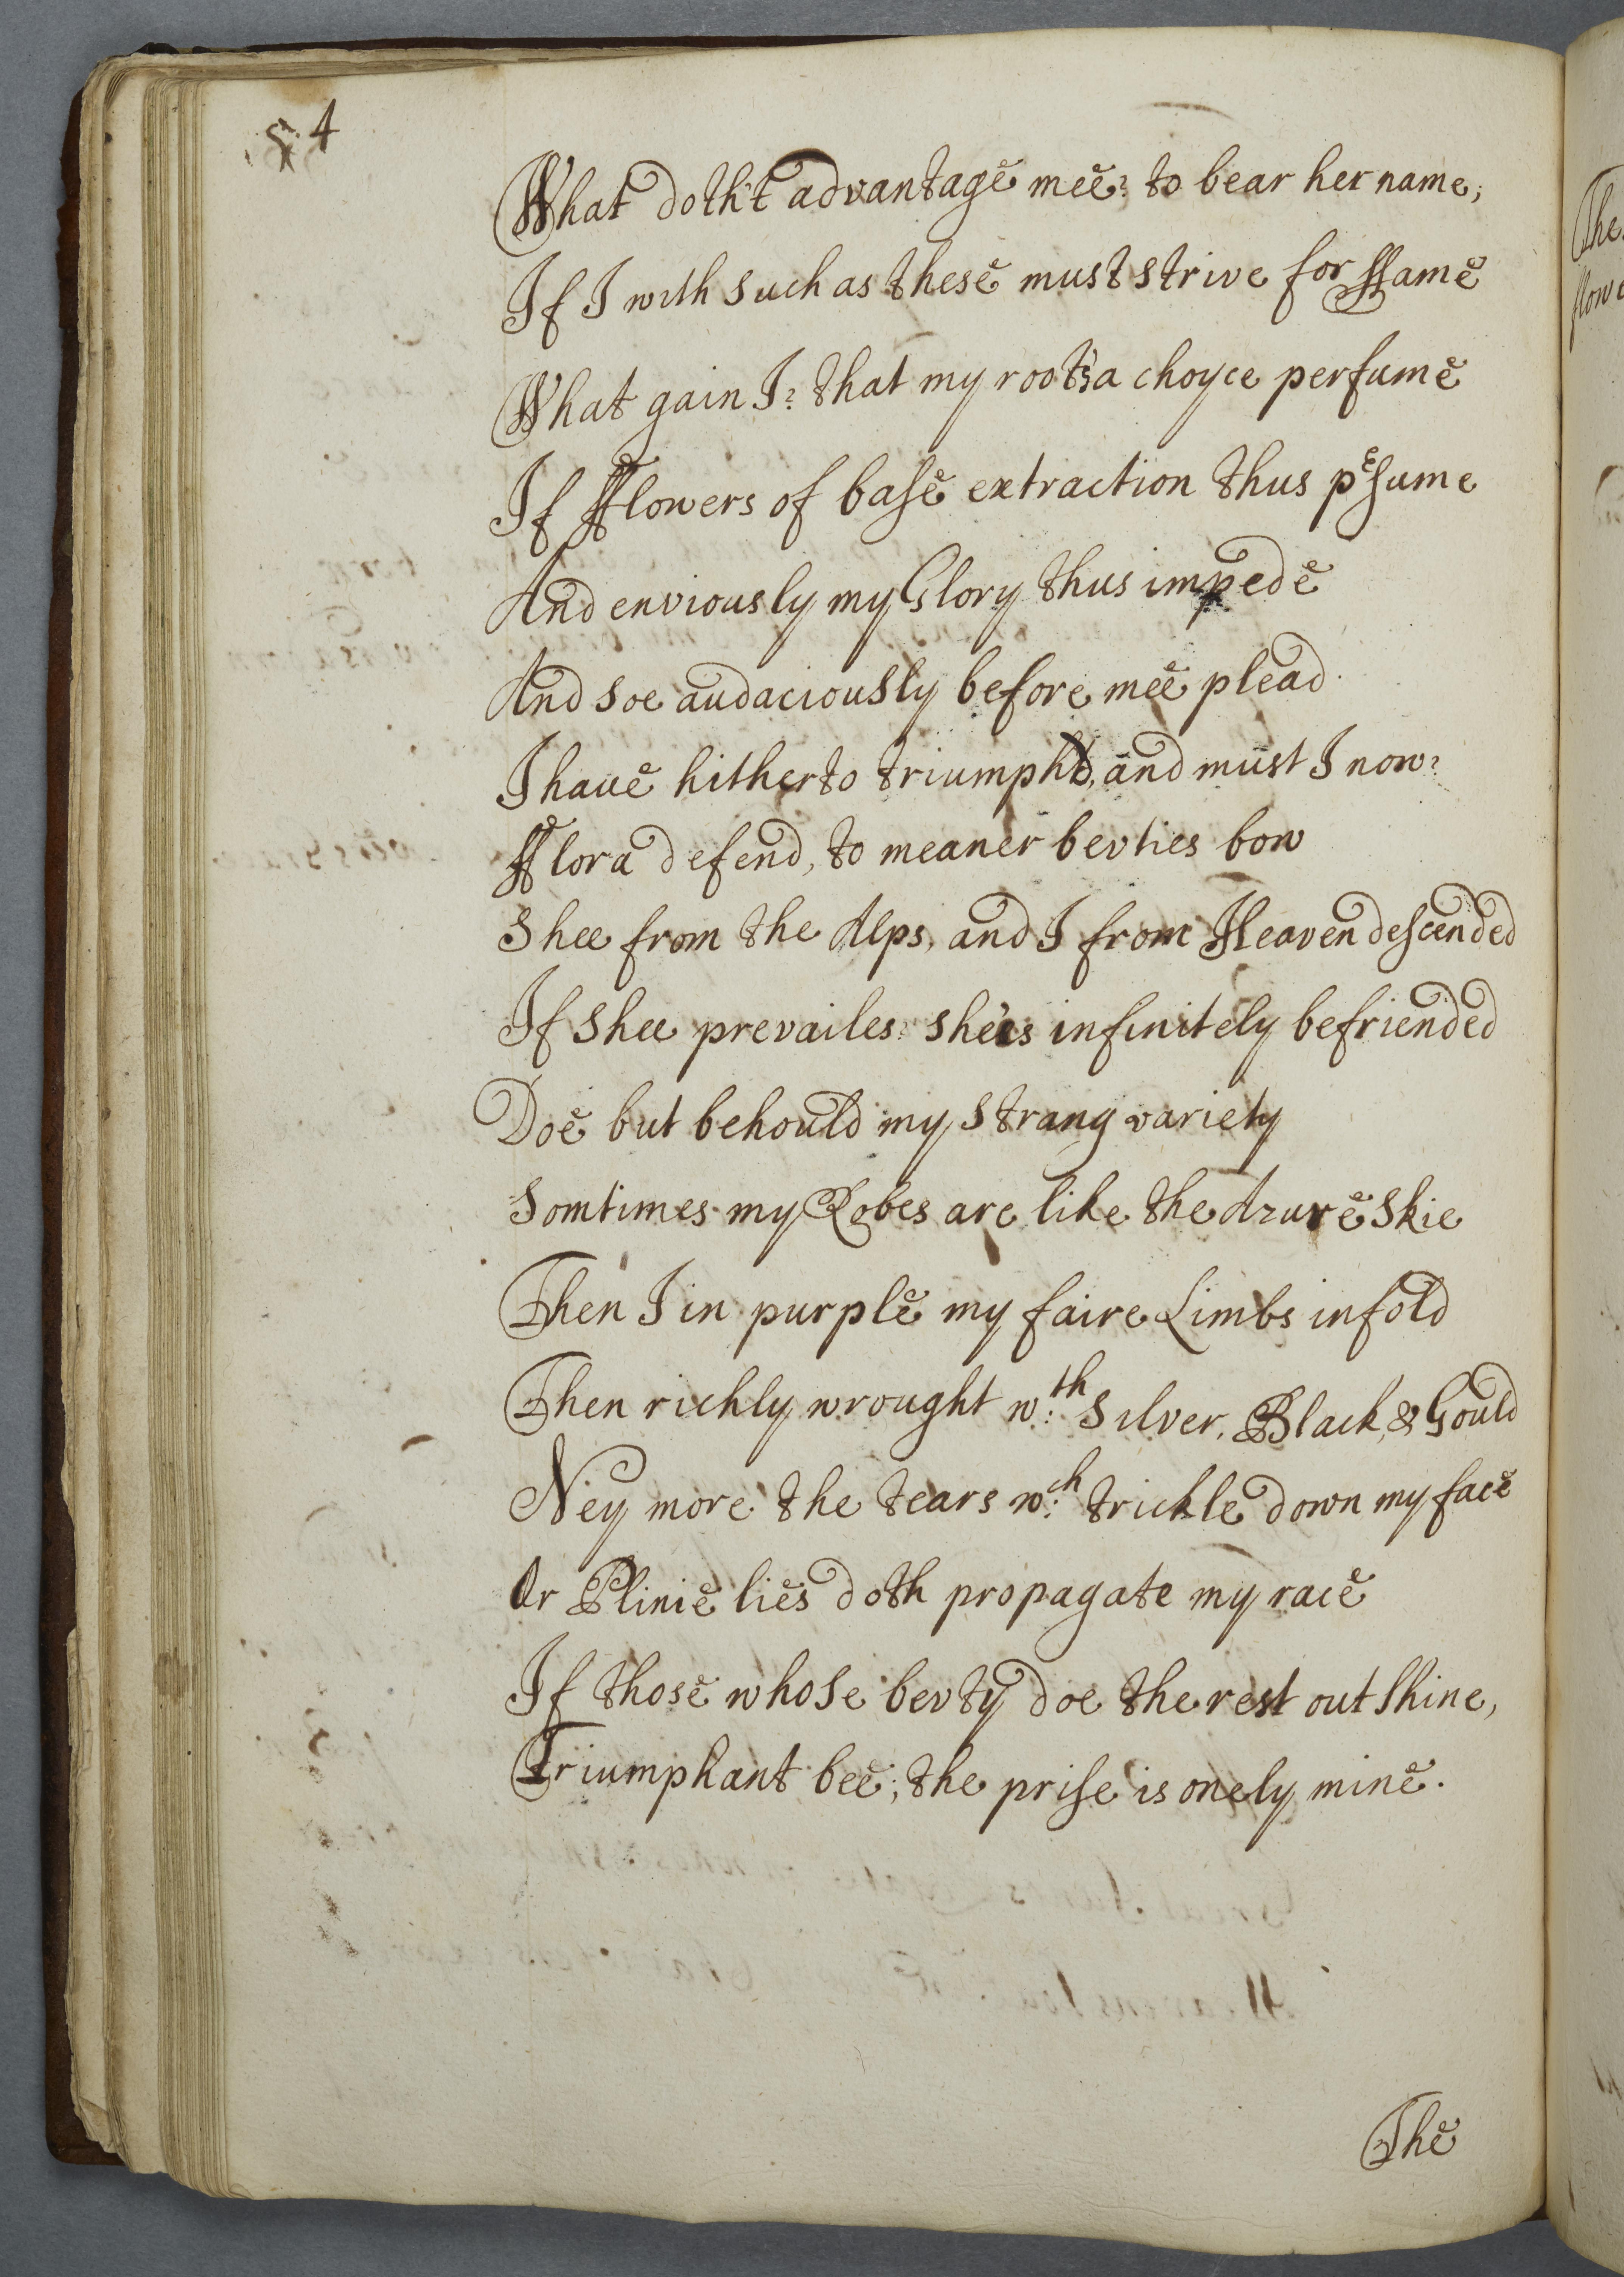 54
What doth't advantage mee? to bear her name;
If I with such as these must strive for ffame
What gain I? that my root's a choyce perfume
If fflowers of base extraction thus pᵉsume
And enviously my Glory thus impede
And soe audaciously before mee plead.
I haue hitherto triumph'd, and must I now?
fflora defend, to meaner bevties bow
Shee from the Alps, and I from Heaven descended
If Shee prevailes: shee's infinitely befriended
Doe but behould my strang variety
Somtimes my Robes are like the Azure Skie
Then I in purple my faire Limbs infold
Then richly wrought w:ᵗʰ Silver, Black, & Gould
Ney more the tears w:ᶜʰ trickle down my face
Or Plinie lies doth propagate my race
If those whose bevty doe the rest out shine,
Triumphant bee; the prise is onely mine.
The
The
flow